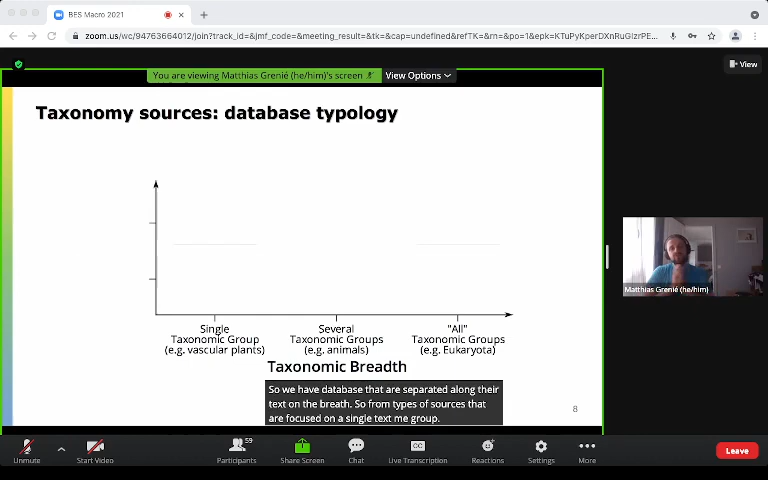 BES Macro 2021
zoom.us/wc/94763664012/join?track_id=&jmf_code=&meeting_result=&tk=&cap=undefined&refTK=&rn=&po=1&epk=KTuPyKperDXnRuGlzrPE...
You are viewing Matthias Grenié (he/him)'s screen
View Options
View
Taxonomy sources: database typology
Single
Taxonomic Group
(e.g. vascular plants)
Several
Taxonomic Groups
(e.g. animals)
"All"
Taxonomic Groups
(e.g. Eukaryota)
Taxonomic Breadth
So we have database that are separated along their
text on the breath. So from types of sources that
are focused on a single text me group.
8
Matthias Grenié (he/him)
Unmute
Start Video
59
Participants
Share Screen
Chat
CC
Live Transcription
Reactions
Settings
More
Leave